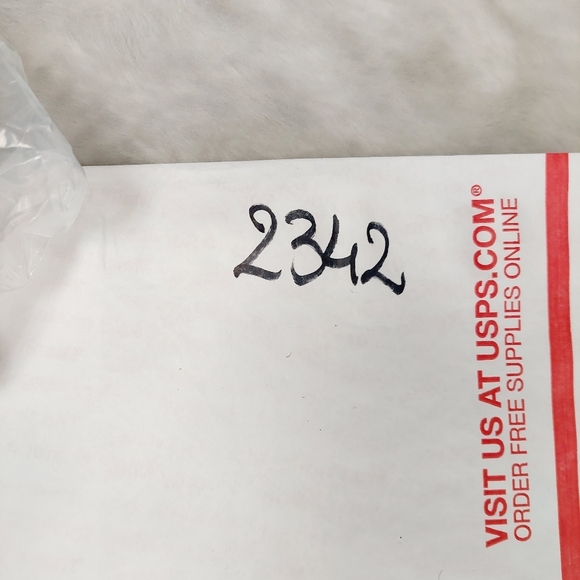 2342
VISIT US AT USPS.COM®
ORDER FREE SUPPLIES ONLINE